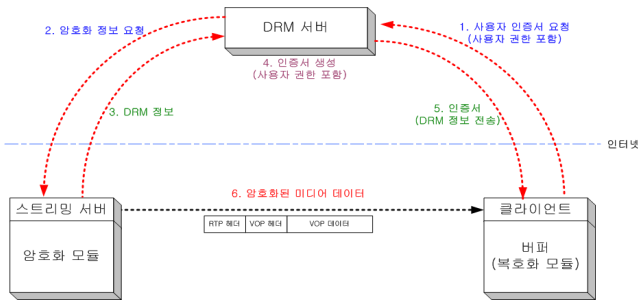 DRM 서버
1. 사용자 인증서 요청
(사용자 권한 포함)
2. 암호화 정보 요청
4. 인증서 생성
(사용자 권한 포함)
3. DRM 정보
5. 인증서
(DRM 정보 전송)
인터넷
6. 암호화된 미디어 데이터
스트리밍 서버
암호화 모듈
RTP 헤더
VOP 헤더
VOP 데이터
클라이언트
버퍼
(복호화 모듈)